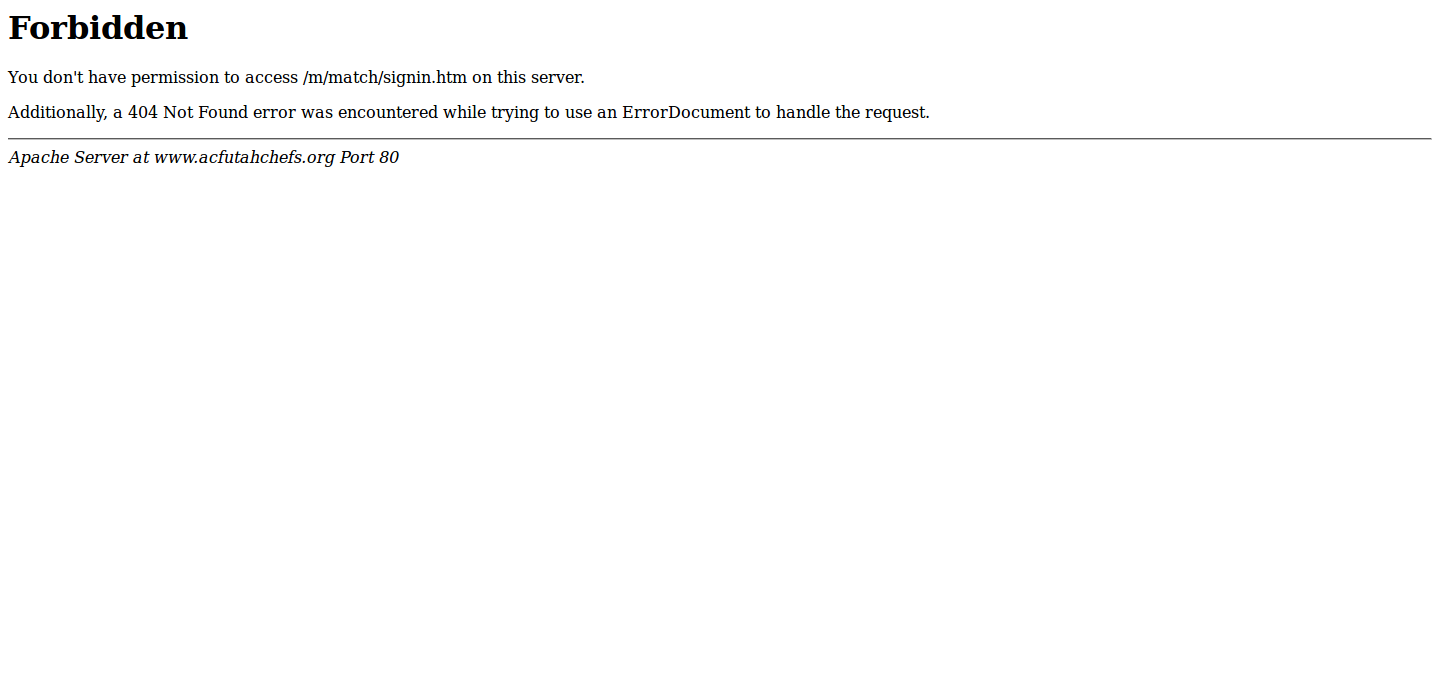 Forbidden
You don't have permission to access /m/match/signin.htm on this server.
Additionally, a 404 Not Found error was encountered while trying to use an ErrorDocument to handle the request.
Apache Server at www.acfutahchefs.org Port 80